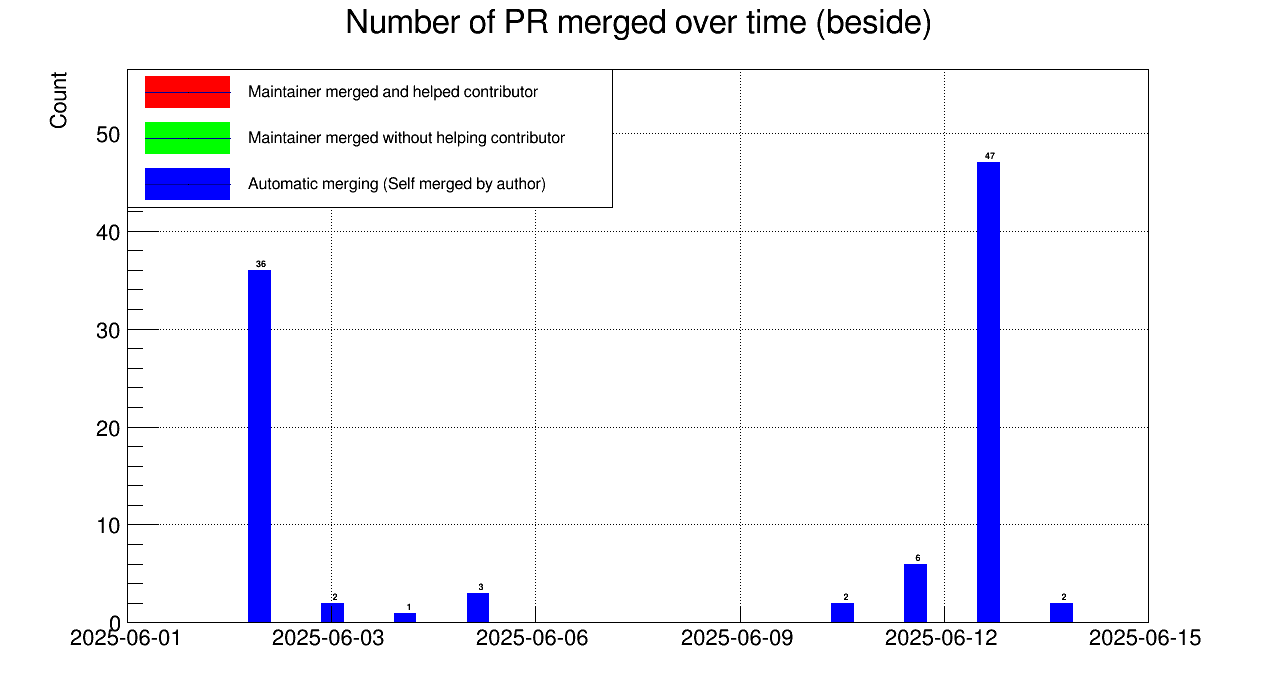 Number of PR merged over time (beside)
Count
Maintainer merged and helped contributor
Maintainer merged without helping contributor
Automatic merging (Self merged by author)
50
40
30
20
10
0
36
2
1
3
2
6
47
2
2025-06-01 2025-06-03 2025-06-06 2025-06-09 2025-06-12 2025-06-15